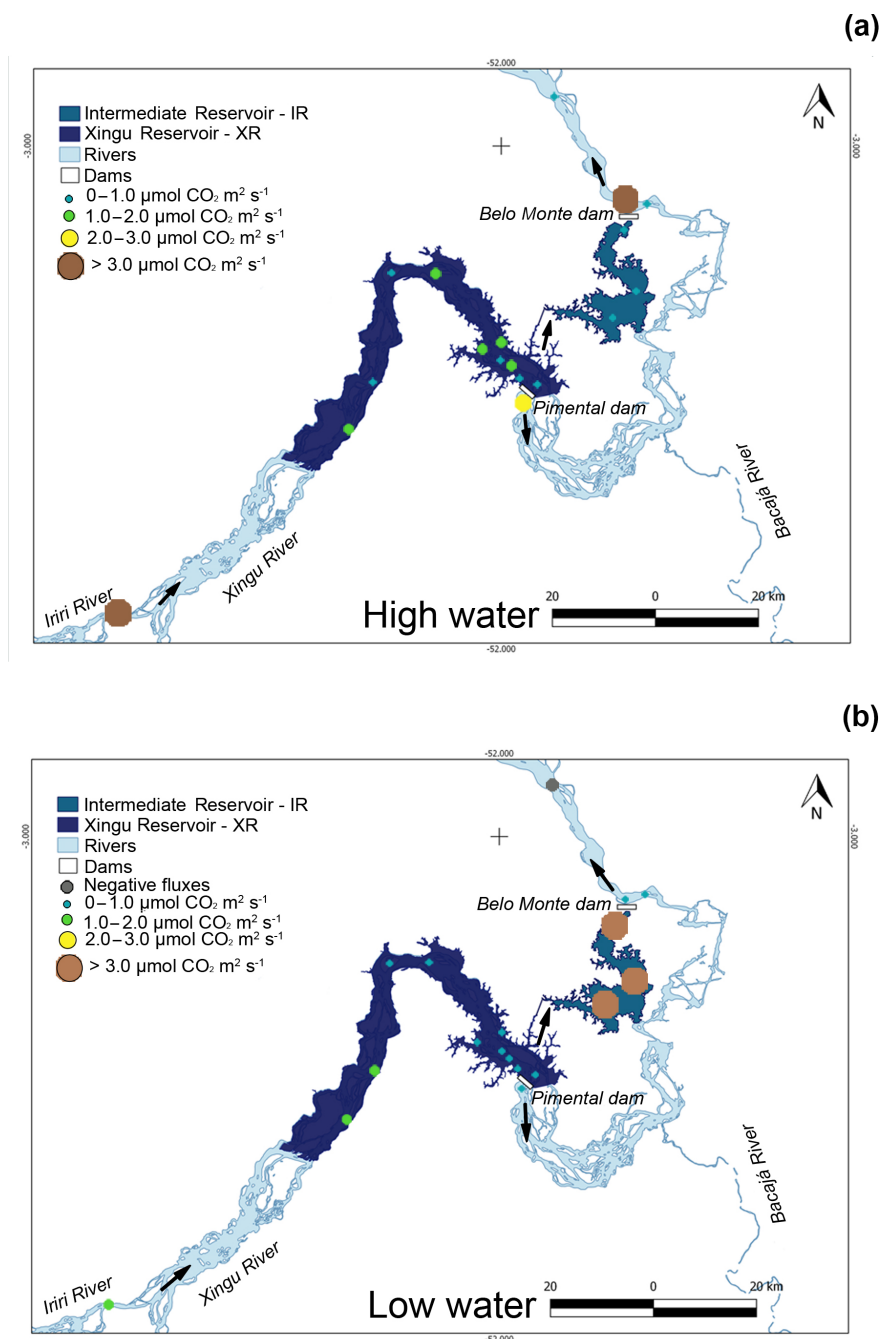 (a)
-52.000
-3.000
-3.000
Intermediate Reservoir - IR
Xingu Reservoir - XR
Rivers
Dams
0–1.0 µmol CO₂ m² s⁻¹
1.0–2.0 µmol CO₂ m² s⁻¹
2.0–3.0 µmol CO₂ m² s⁻¹
> 3.0 µmol CO₂ m² s⁻¹
N
Belo Monte dam
Pimental dam
Bacajá River
Xingu River
Iriri River
High water
20 0 20 km
-52.000
(b)
-52.000
-3.000
-3.000
Intermediate Reservoir - IR
Xingu Reservoir - XR
Rivers
Dams
Negative fluxes
0–1.0 µmol CO₂ m² s⁻¹
1.0–2.0 µmol CO₂ m² s⁻¹
2.0–3.0 µmol CO₂ m² s⁻¹
> 3.0 µmol CO₂ m² s⁻¹
N
Belo Monte dam
Pimental dam
Bacajá River
Xingu River
Iriri River
Low water
20 0 20 km
-52.000